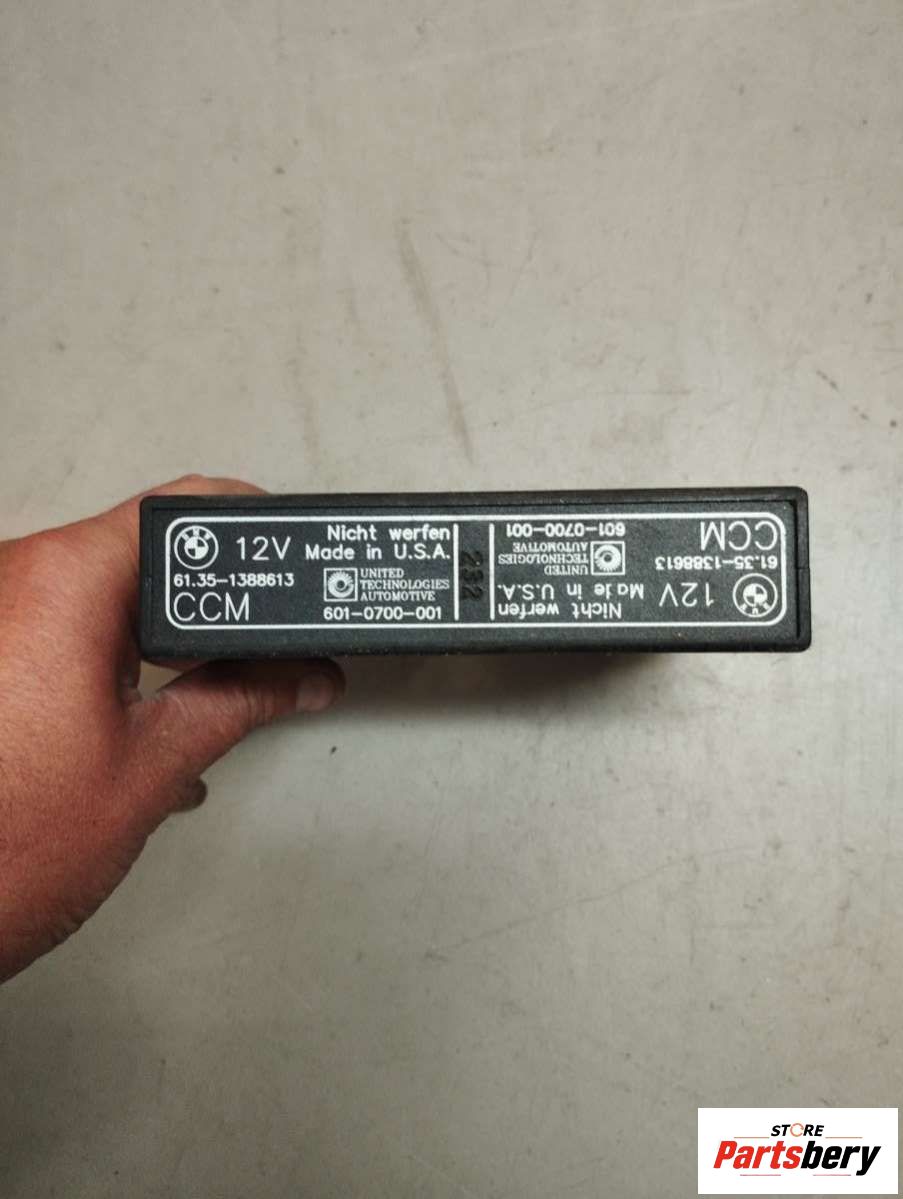 12V
Nicht werfen
Made in U.S.A.
61.35-1388613
CCM
UNITED
TECHNOLOGIES
AUTOMOTIVE
601-0700-001
232
12V
Nicht werfen
Made in U.S.A.
61.35-1388613
CCM
UNITED
TECHNOLOGIES
AUTOMOTIVE
601-0700-001
STORE
Partsbery